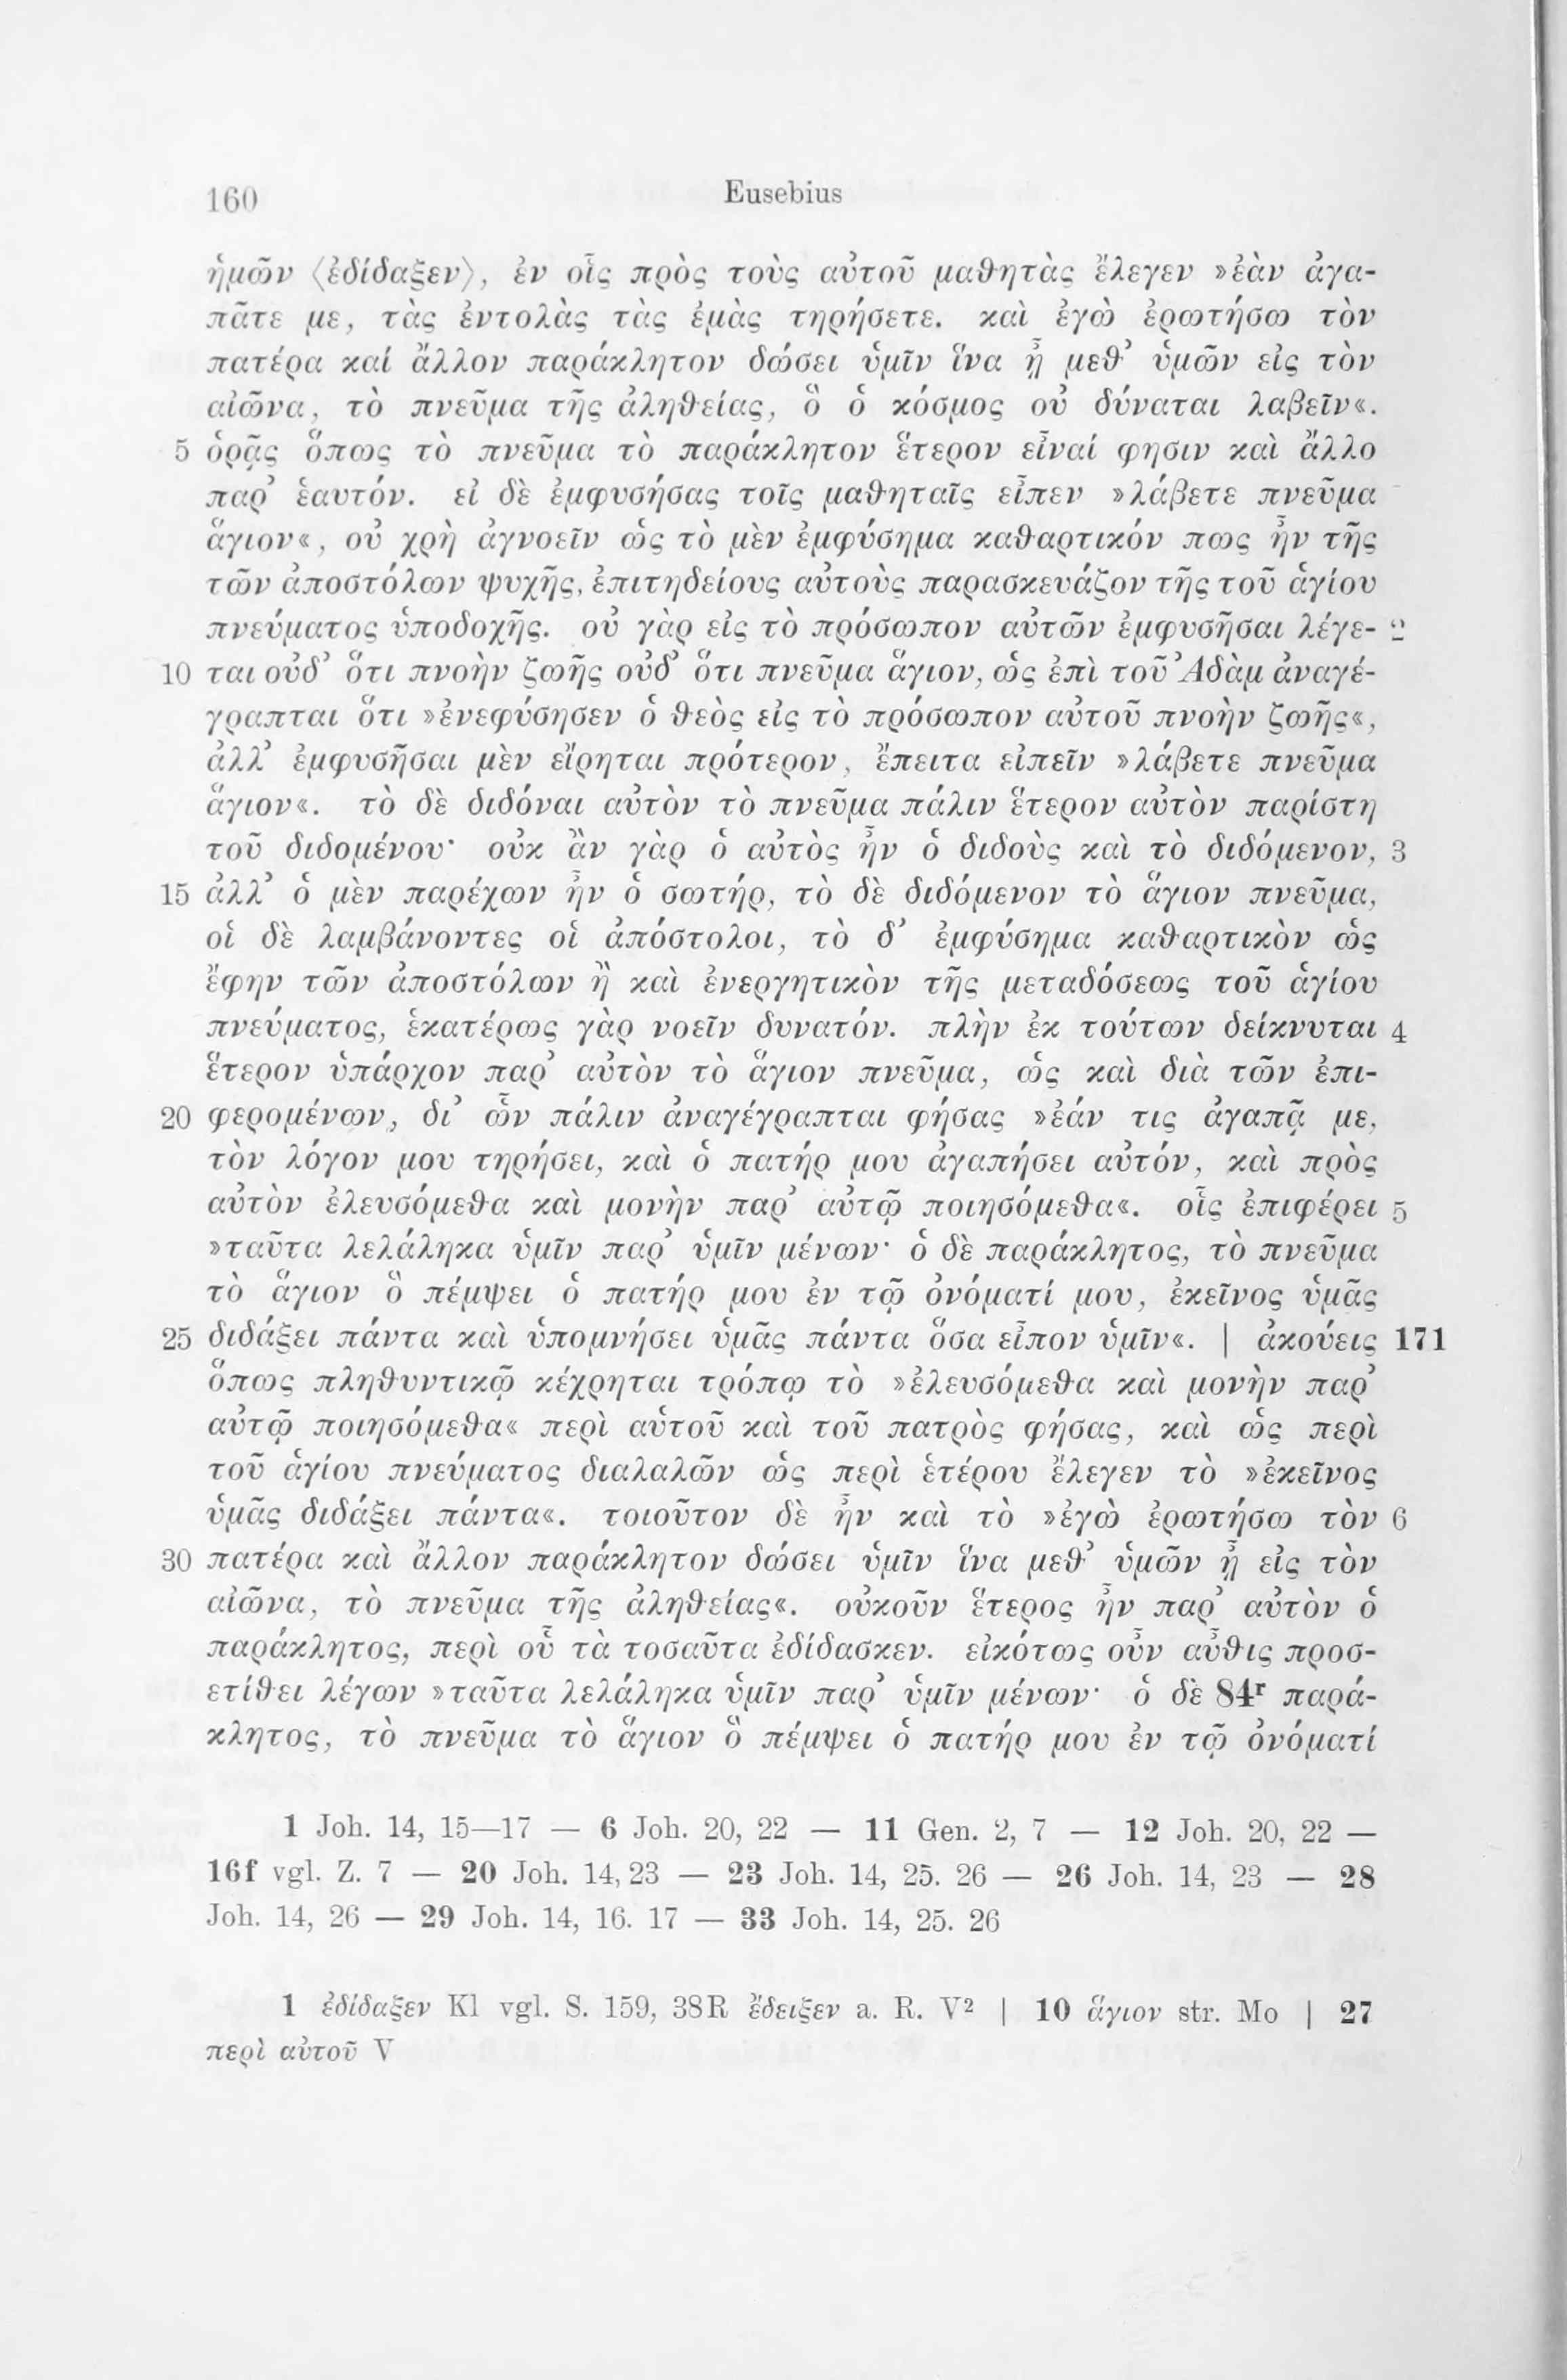 160 Eusebius
ἡμῶν ⟨ἐδίδαξεν⟩, ἐν οἷς πρὸς τοὺς αὐτοῦ μαθητὰς ἔλεγεν »ἐὰν ἀγα-
πᾶτε με, τὰς ἐντολὰς τὰς ἐμὰς τηρήσετε. καὶ ἐγὼ ἐρωτήσω τὸν
πατέρα καί ἄλλον παράκλητον δώσει ὑμῖν ἵνα ᾖ μεθ’ ὑμῶν εἰς τὸν
αἰῶνα, τὸ πνεῦμα τῆς ἀληθείας, ὃ ὁ κόσμος οὐ δύναται λαβεῖν«.
5 ὁρᾷς ὅπως τὸ πνεῦμα τὸ παράκλητον ἕτερον εἶναί φησιν καὶ ἄλλο
παρ’ ἑαυτόν. εἰ δὲ ἐμφυσήσας τοῖς μαθηταῖς εἶπεν »λάβετε πνεῦμα
ἅγιον«, οὐ χρὴ ἀγνοεῖν ὡς τὸ μὲν ἐμφύσημα καθαρτικόν πως ἦν τῆς
τῶν ἀποστόλων ψυχῆς, ἐπιτηδείους αὐτοὺς παρασκευάζον τῆς τοῦ ἁγίου
πνεύματος ὑποδοχῆς. οὐ γὰρ εἰς τὸ πρόσωπον αὐτῶν ἐμφυσῆσαι λέγε- 2
10 ται οὐδ’ ὅτι πνοὴν ζωῆς οὐδ’ ὅτι πνεῦμα ἅγιον, ὡς ἐπὶ τοῦ Ἀδὰμ ἀναγέ-
γραπται ὅτι »ἐνεφύσησεν ὁ θεὸς εἰς τὸ πρόσωπον αὐτοῦ πνοὴν ζωῆς«,
ἀλλ’ ἐμφυσῆσαι μὲν εἴρηται πρότερον, ἔπειτα εἰπεῖν »λάβετε πνεῦμα
ἅγιον«. τὸ δὲ διδόναι αὐτὸν τὸ πνεῦμα πάλιν ἕτερον αὐτὸν παρίστη
τοῦ διδομένου· οὐκ ἂν γὰρ ὁ αὐτὸς ἦν ὁ διδοὺς καὶ τὸ διδόμενον, 3
15 ἀλλ’ ὁ μὲν παρέχων ἦν ὁ σωτήρ, τὸ δὲ διδόμενον τὸ ἅγιον πνεῦμα,
οἱ δὲ λαμβάνοντες οἱ ἀπόστολοι, τὸ δ’ ἐμφύσημα καθαρτικὸν ὡς
ἔφην τῶν ἀποστόλων ἢ καὶ ἐνεργητικὸν τῆς μεταδόσεως τοῦ ἁγίου
πνεύματος, ἑκατέρως γὰρ νοεῖν δυνατόν. πλὴν ἐκ τούτων δείκνυται 4
ἕτερον ὑπάρχον παρ’ αὐτὸν τὸ ἅγιον πνεῦμα, ὡς καὶ διὰ τῶν ἐπι-
20 φερομένων, δι’ ὧν πάλιν ἀναγέγραπται φήσας »ἐάν τις ἀγαπᾷ με,
τὸν λόγον μου τηρήσει, καὶ ὁ πατήρ μου ἀγαπήσει αὐτόν, καὶ πρὸς
αὐτὸν ἐλευσόμεθα καὶ μονὴν παρ’ αὐτῷ ποιησόμεθα«. οἷς ἐπιφέρει 5
»ταῦτα λελάληκα ὑμῖν παρ’ ὑμῖν μένων· ὁ δὲ παράκλητος, τὸ πνεῦμα
τὸ ἅγιον ὃ πέμψει ὁ πατήρ μου ἐν τῷ ὀνόματί μου, ἐκεῖνος ὑμᾶς
25 διδάξει πάντα καὶ ὑπομνήσει ὑμᾶς πάντα ὅσα εἶπον ὑμῖν«. | ἀκούεις 171
ὅπως πληθυντικῷ κέχρηται τρόπῳ τὸ »ἐλευσόμεθα καὶ μονὴν παρ’
αὐτῷ ποιησόμεθα« περὶ αὑτοῦ καὶ τοῦ πατρὸς φήσας, καὶ ὡς περὶ
τοῦ ἁγίου πνεύματος διαλαλῶν ὡς περὶ ἑτέρου ἔλεγεν τὸ »ἐκεῖνος
ὑμᾶς διδάξει πάντα«. τοιοῦτον δὲ ἦν καὶ τὸ »ἐγὼ ἐρωτήσω τὸν 6
30 πατέρα καὶ ἄλλον παράκλητον δώσει ὑμῖν ἵνα μεθ’ ὑμῶν ᾖ εἰς τὸν
αἰῶνα, τὸ πνεῦμα τῆς ἀληθείας«. οὐκοῦν ἕτερος ἦν παρ’ αὐτὸν ὁ
παράκλητος, περὶ οὗ τὰ τοσαῦτα ἐδίδασκεν. εἰκότως οὖν αὖθις προσ-
ετίθει λέγων »ταῦτα λελάληκα ὑμῖν παρ’ ὑμῖν μένων· ὁ δὲ 84ʳ παρά-
κλητος, τὸ πνεῦμα τὸ ἅγιον ὃ πέμψει ὁ πατήρ μου ἐν τῷ ὀνόματί
1 Joh. 14, 15—17 — 6 Joh. 20, 22 — 11 Gen. 2, 7 — 12 Joh. 20, 22 —
16f vgl. Z. 7 — 20 Joh. 14, 23 — 23 Joh. 14, 25. 26 — 26 Joh. 14, 23 — 28
Joh. 14, 26 — 29 Joh. 14, 16. 17 — 33 Joh. 14, 25. 26
1 ἐδίδαξεν Kl vgl. S. 159, 38R ἔδειξεν a. R. V² | 10 ἅγιον str. Mo | 27
περὶ αὐτοῦ V